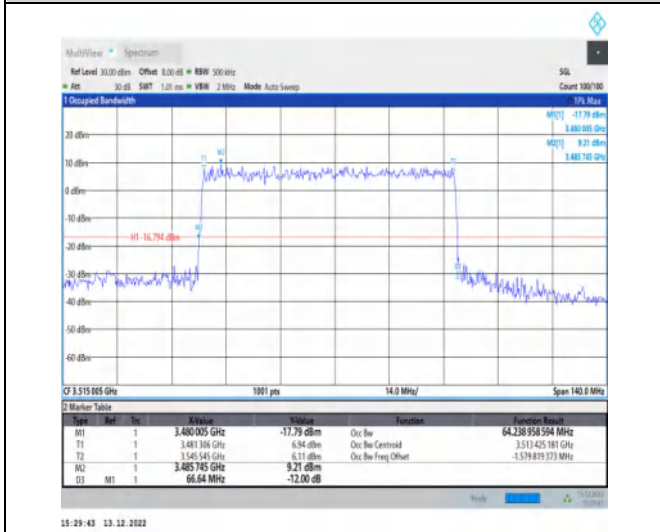 MultiView Spectrum
Ref Level 30.00 dBm Offset 8.00 dB RBW 500 kHz SGL
Att 30 dB SWT 1.01 ms VBW 2 MHz Mode Auto Sweep Count 100/100
1 Occupied Bandwidth 1Pk Max
M1[1] -17.79 dBm
3.480 005 GHz
20 dBm
M2[1] 9.21 dBm
3.485 745 GHz
M2
T1
T2
10 dBm
0 dBm
-10 dBm
M1
H1 -16.794 dBm
-20 dBm
-30 dBm
D3
-40 dBm
-50 dBm
-60 dBm
CF 3.515 005 GHz 1001 pts 14.0 MHz/ Span 140.0 MHz
2 Marker Table
Type Ref Trc X-Value Y-Value Function Function Result
M1 1 3.480 005 GHz -17.79 dBm Occ Bw 64.238 958 594 MHz
T1 1 3.481 306 GHz 6.94 dBm Occ Bw Centroid 3.513 425 181 GHz
T2 1 3.545 545 GHz 6.11 dBm Occ Bw Freq Offset -1.579 819 373 MHz
M2 1 3.485 745 GHz 9.21 dBm
D3 M1 1 66.64 MHz -12.00 dB
Ready
15:29:43 13.12.2022